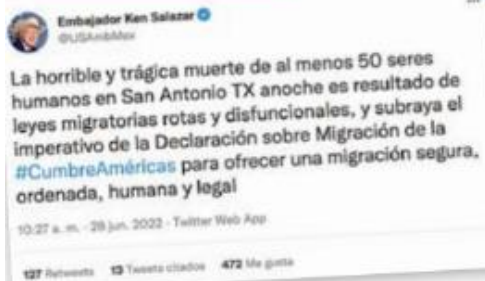 Embajador Ken Salazar
@USAmbMex
La horrible y trágica muerte de al menos 50 seres
humanos en San Antonio TX anoche es resultado de
leyes migratorias rotas y disfuncionales, y subraya el
imperativo de la Declaración sobre Migración de la
#CumbreAméricas para ofrecer una migración segura,
ordenada, humana y legal
10:27 a. m. · 28 jun. 2022 · Twitter Web App
127 Retweets 13 Tweets citados 472 Me gusta